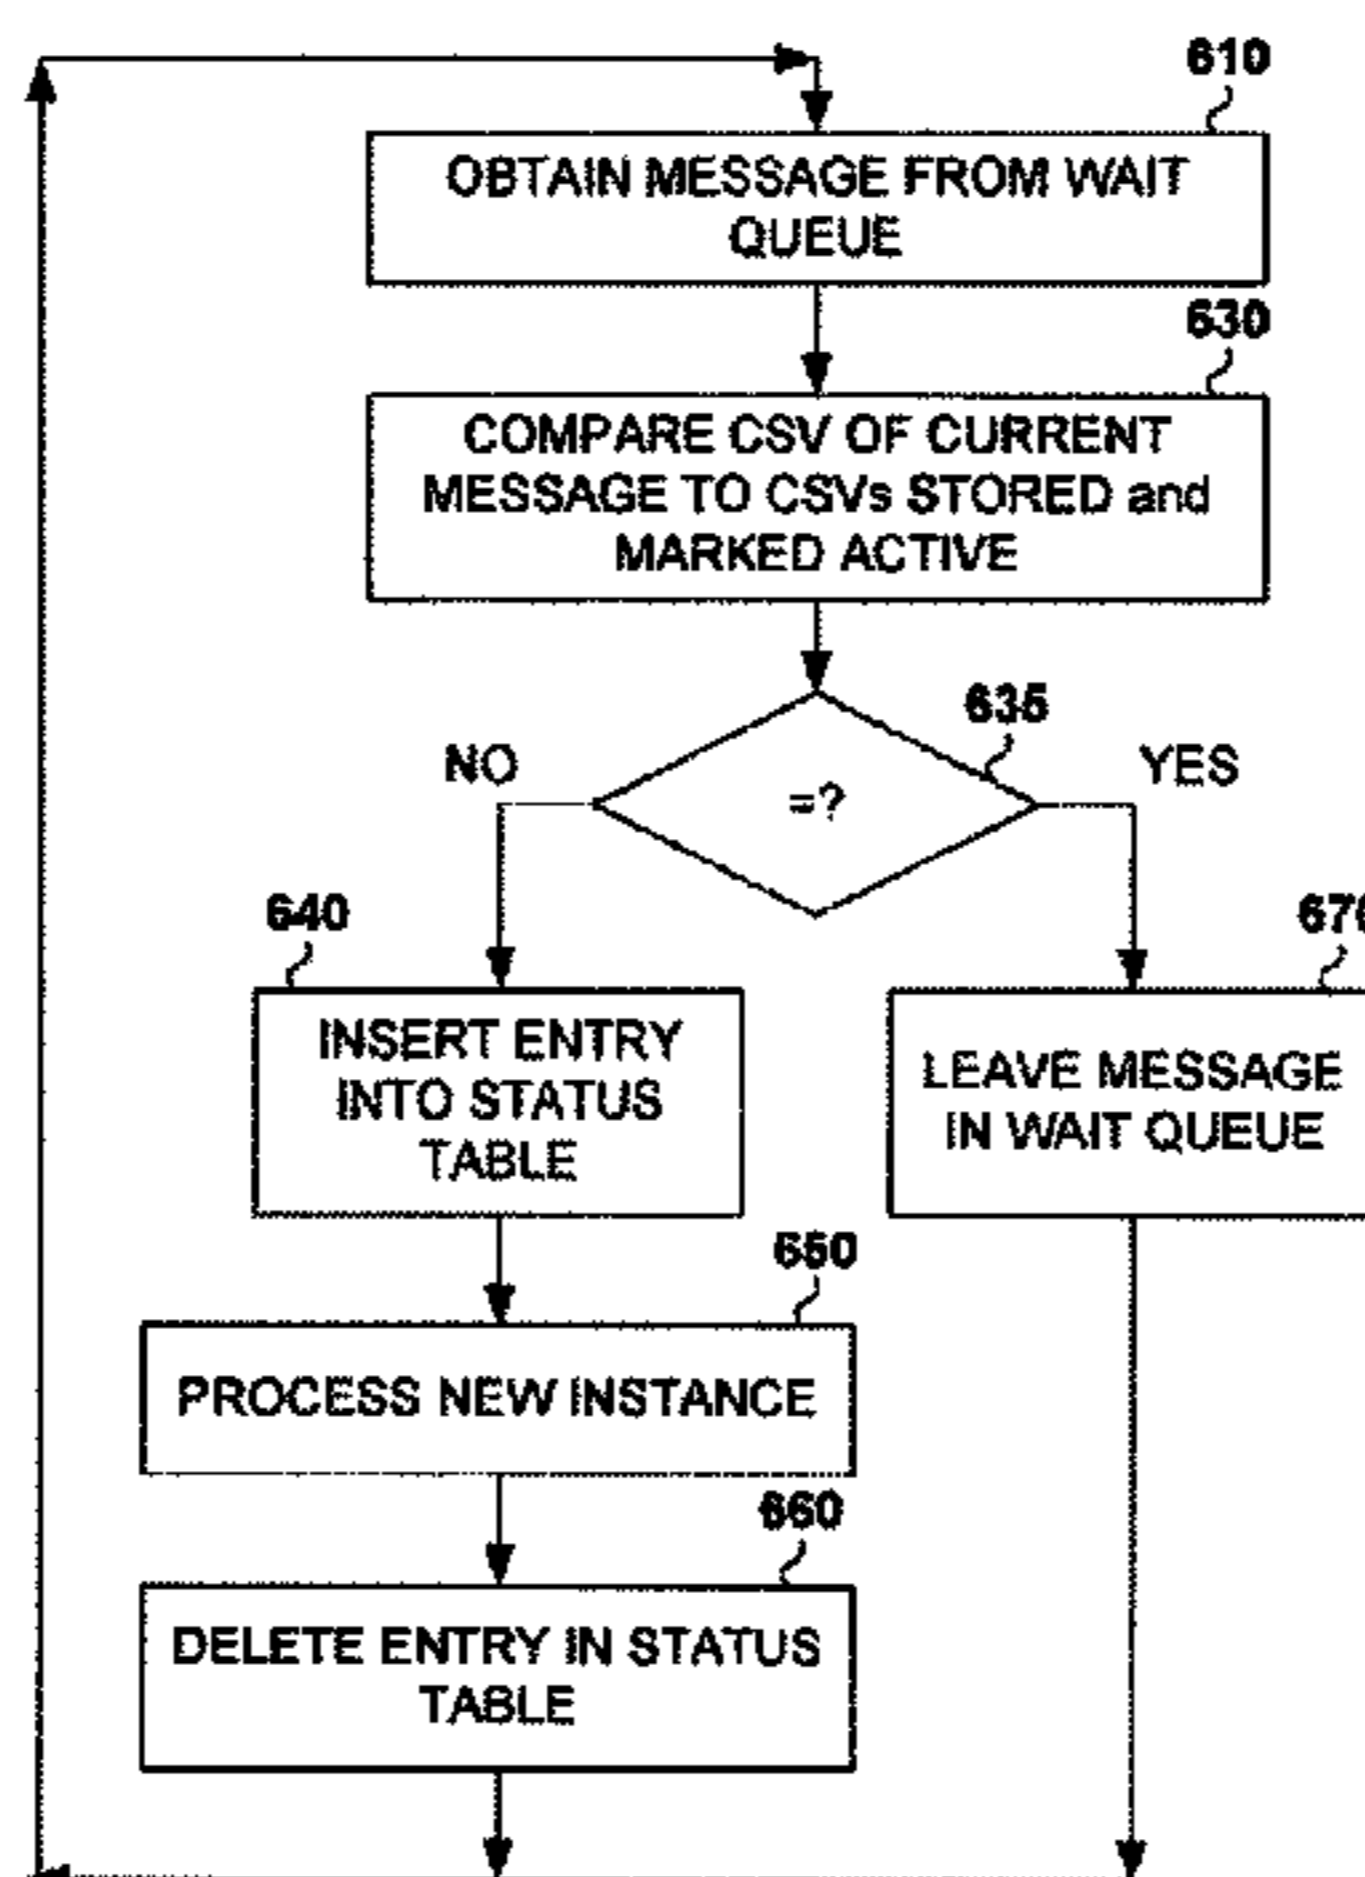 610
OBTAIN MESSAGE FROM WAIT
QUEUE
630
COMPARE CSV OF CURRENT
MESSAGE TO CSVs STORED and
MARKED ACTIVE
635
NO
YES
=?
640
INSERT ENTRY
INTO STATUS
TABLE
LEAVE MESSAGE
IN WAIT QUEUE
650
PROCESS NEW INSTANCE
660
DELETE ENTRY IN STATUS
TABLE